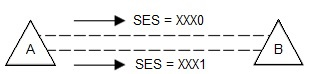 SES = XXX0
A B
SES = XXX1